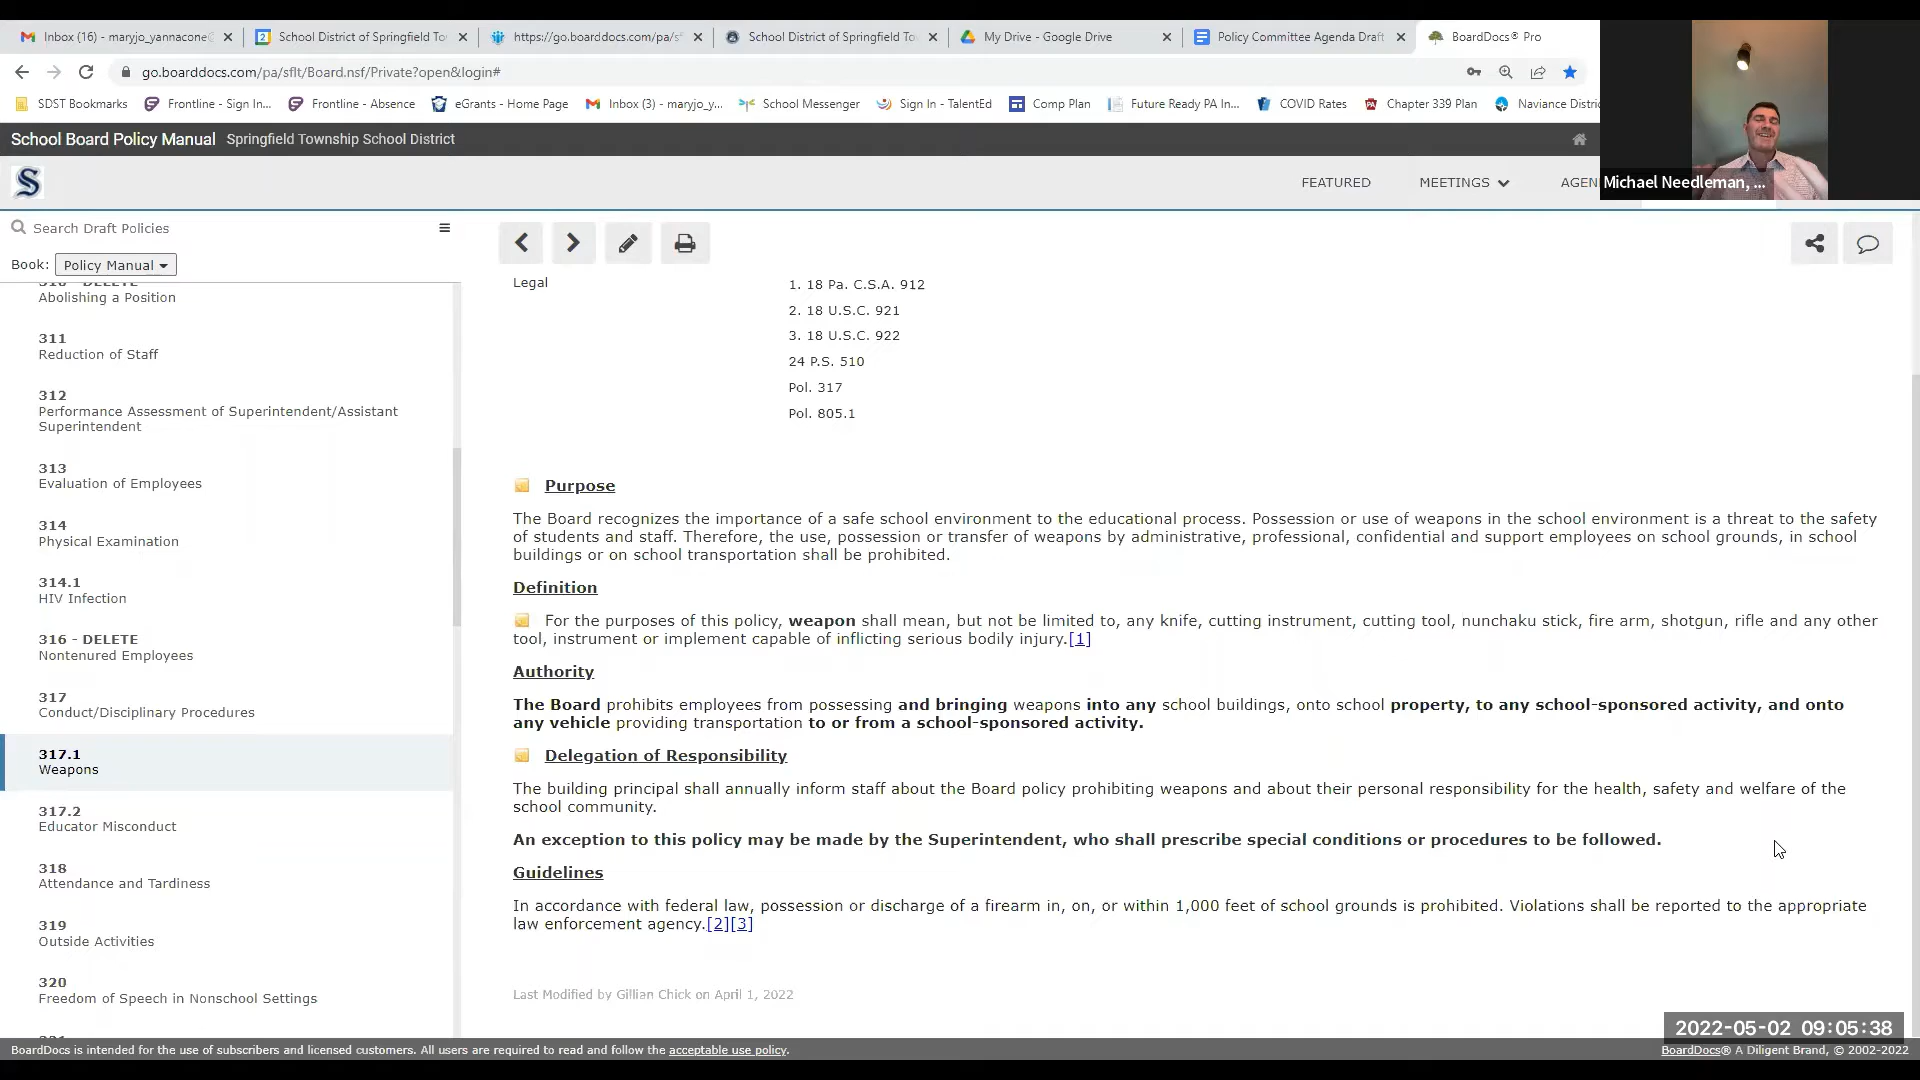 Inbox (16) - maryjo_yannacone@
School District of Springfield To
https://go.boarddocs.com/pa/sf
School District of Springfield To
My Drive - Google Drive
Policy Committee Agenda Draft
BoardDocs® Pro
go.boarddocs.com/pa/sflt/Board.nsf/Private?open&login#
SDST Bookmarks
Frontline - Sign In...
Frontline - Absence
eGrants - Home Page
Inbox (3) - maryjo_y...
School Messenger
Sign In - TalentEd
Comp Plan
Future Ready PA In...
COVID Rates
Chapter 339 Plan
Naviance Distric
School Board Policy Manual Springfield Township School District
S
FEATURED MEETINGS AGEN
Michael Needleman, ...
Search Draft Policies
Book: Policy Manual
310 - DELETE
Abolishing a Position
311
Reduction of Staff
312
Performance Assessment of Superintendent/Assistant
Superintendent
313
Evaluation of Employees
314
Physical Examination
314.1
HIV Infection
316 - DELETE
Nontenured Employees
317
Conduct/Disciplinary Procedures
317.1
Weapons
317.2
Educator Misconduct
318
Attendance and Tardiness
319
Outside Activities
320
Freedom of Speech in Nonschool Settings
Legal
1. 18 Pa. C.S.A. 912
2. 18 U.S.C. 921
3. 18 U.S.C. 922
24 P.S. 510
Pol. 317
Pol. 805.1
Purpose
The Board recognizes the importance of a safe school environment to the educational process. Possession or use of weapons in the school environment is a threat to the safety
of students and staff. Therefore, the use, possession or transfer of weapons by administrative, professional, confidential and support employees on school grounds, in school
buildings or on school transportation shall be prohibited.
Definition
For the purposes of this policy, weapon shall mean, but not be limited to, any knife, cutting instrument, cutting tool, nunchaku stick, fire arm, shotgun, rifle and any other
tool, instrument or implement capable of inflicting serious bodily injury.[1]
Authority
The Board prohibits employees from possessing and bringing weapons into any school buildings, onto school property, to any school-sponsored activity, and onto
any vehicle providing transportation to or from a school-sponsored activity.
Delegation of Responsibility
The building principal shall annually inform staff about the Board policy prohibiting weapons and about their personal responsibility for the health, safety and welfare of the
school community.
An exception to this policy may be made by the Superintendent, who shall prescribe special conditions or procedures to be followed.
Guidelines
In accordance with federal law, possession or discharge of a firearm in, on, or within 1,000 feet of school grounds is prohibited. Violations shall be reported to the appropriate
law enforcement agency.[2][3]
Last Modified by Gillian Chick on April 1, 2022
2022-05-02 09:05:38
BoardDocs is intended for the use of subscribers and licensed customers. All users are required to read and follow the acceptable use policy.
BoardDocs® A Diligent Brand, © 2002-2022